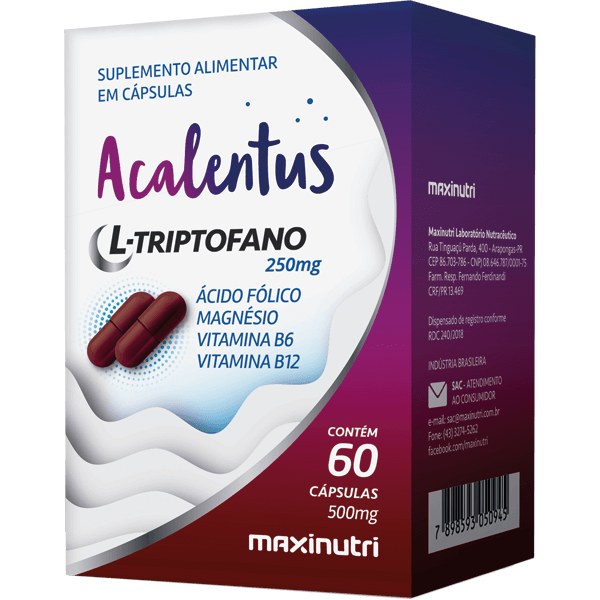 SUPLEMENTO ALIMENTAR
EM CÁPSULAS
Acalentus
L-TRIPTOFANO
250mg
ÁCIDO FÓLICO
MAGNÉSIO
VITAMINA B6
VITAMINA B12
CONTÉM
60
CÁPSULAS
500mg
maxinutri
maxinutri
Maxinutri Laboratório Nutracêutico
Rua Tinguaçú Parda, 400 - Arapongas-PR
CEP 86.703-786 - CNPJ 08.646.787/0001-75
Farm. Resp. Fernando Ferdinandi
CRF/PR 13.469
Dispensado de registro conforme
RDC 240/2018
INDÚSTRIA BRASILEIRA
SAC - ATENDIMENTO
AO CONSUMIDOR
e-mail: sac@maxinutri.com.br
Fone: (43) 3274-5262
facebook.com/maxinutri
7 898593 050945